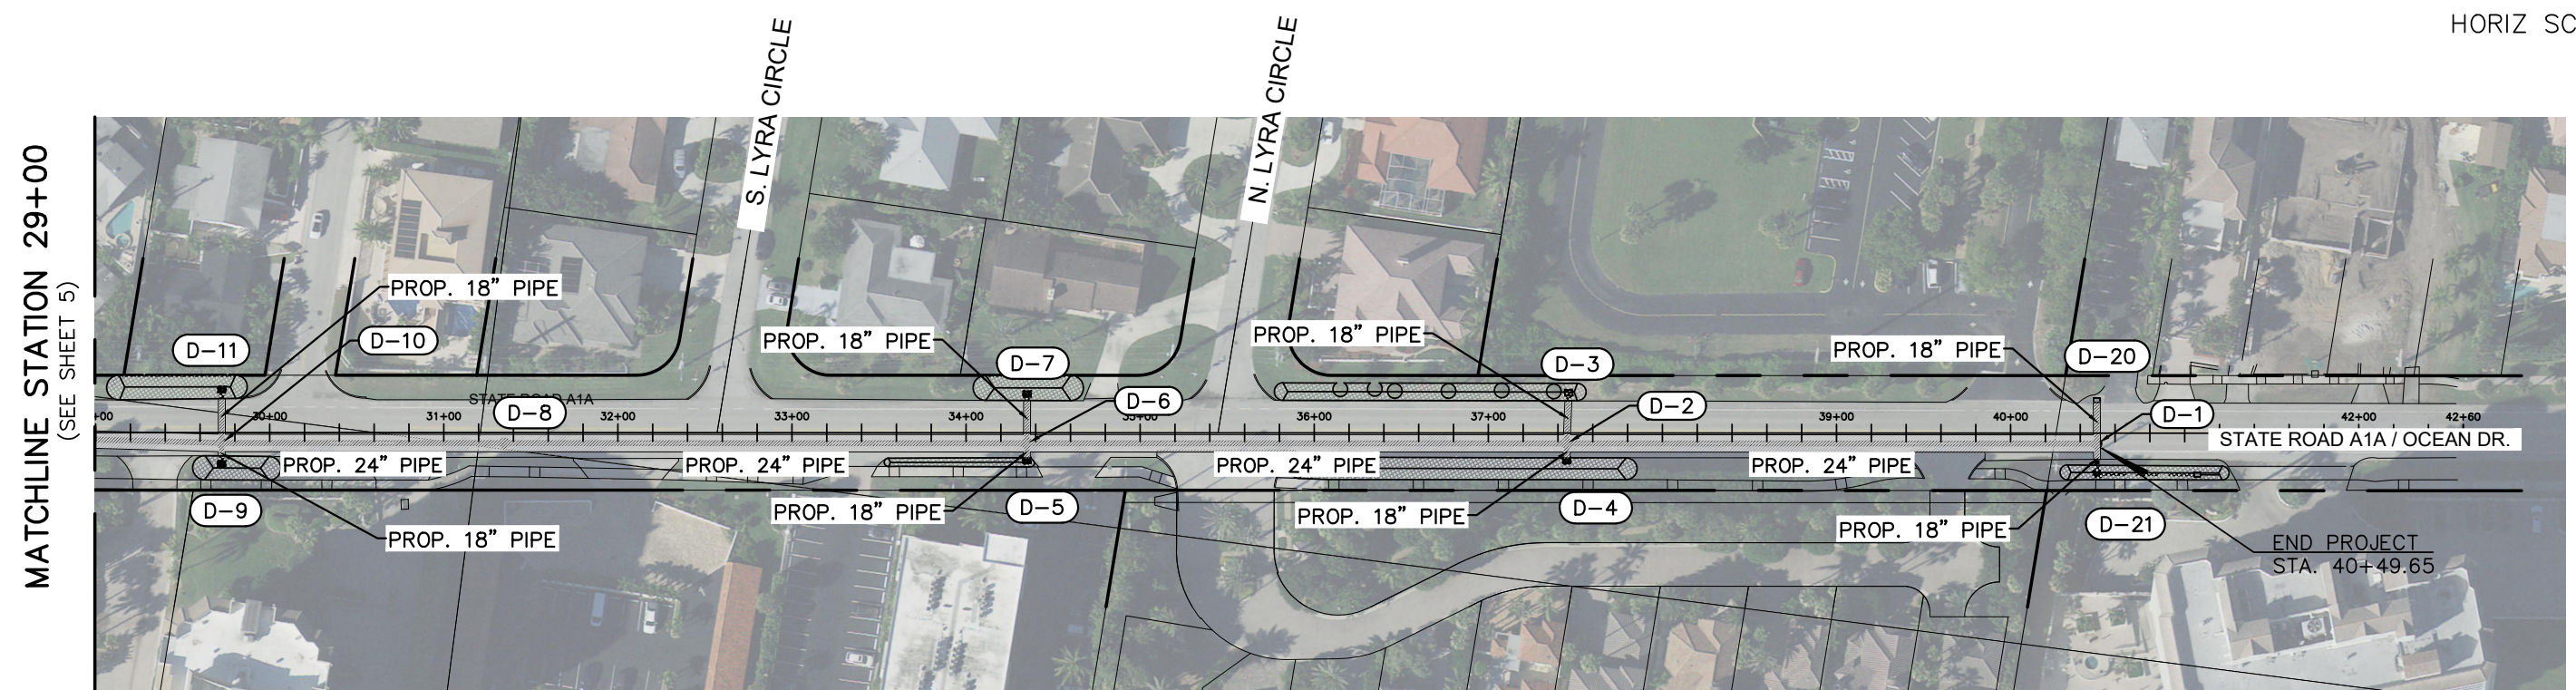 HORIZ SC
S. LYRA CIRCLE
N. LYRA CIRCLE
MATCHLINE STATION 29+00
(SEE SHEET 5)
PROP. 18" PIPE
D-11
D-10
PROP. 18" PIPE
D-7
PROP. 18" PIPE
D-3
PROP. 18" PIPE
D-20
STATE ROAD A1A
D-8
D-6
D-2
D-1
+00
30+00
31+00
32+00
33+00
34+00
35+00
36+00
37+00
39+00
40+00
42+00
42+60
STATE ROAD A1A / OCEAN DR.
PROP. 24" PIPE
PROP. 24" PIPE
PROP. 24" PIPE
PROP. 24" PIPE
D-9
PROP. 18" PIPE
PROP. 18" PIPE
D-5
PROP. 18" PIPE
D-4
PROP. 18" PIPE
D-21
END PROJECT
STA. 40+49.65